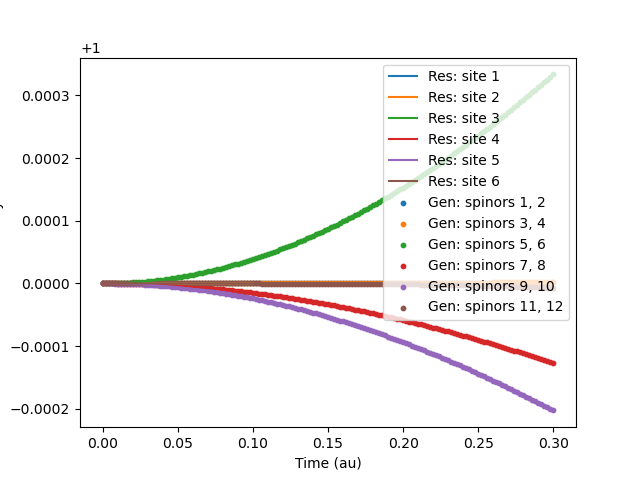 +1
0.0003
0.0002
0.0001
0.0000
−0.0001
−0.0002
0.00 0.05 0.10 0.15 0.20 0.25 0.30
Time (au)
Res: site 1
Res: site 2
Res: site 3
Res: site 4
Res: site 5
Res: site 6
Gen: spinors 1, 2
Gen: spinors 3, 4
Gen: spinors 5, 6
Gen: spinors 7, 8
Gen: spinors 9, 10
Gen: spinors 11, 12